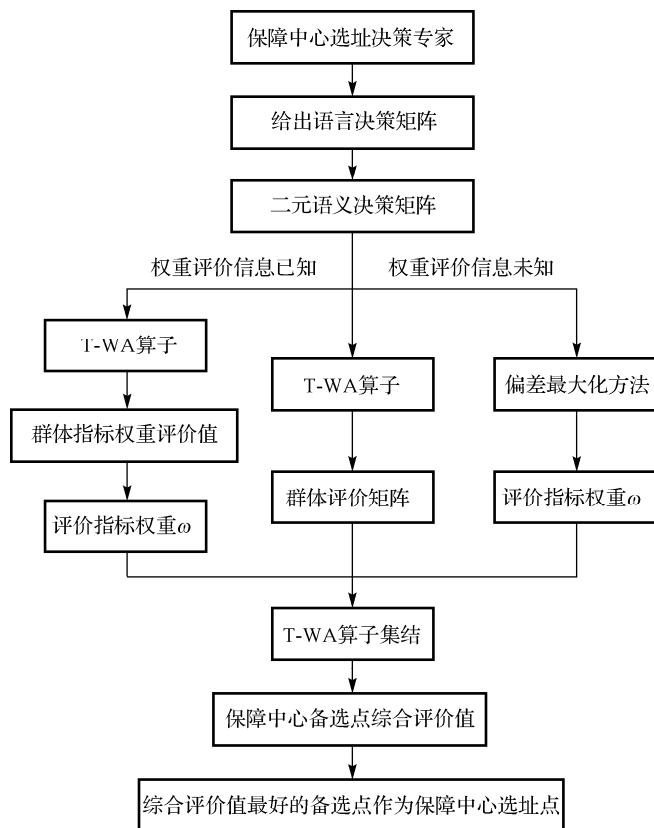 保障中心选址决策专家
给出语言决策矩阵
二元语义决策矩阵
权重评价信息已知
权重评价信息未知
T-WA算子
T-WA算子
偏差最大化方法
群体指标权重评价值
群体评价矩阵
评价指标权重ω
评价指标权重ω
T-WA算子集结
保障中心备选点综合评价值
综合评价值最好的备选点作为保障中心选址点